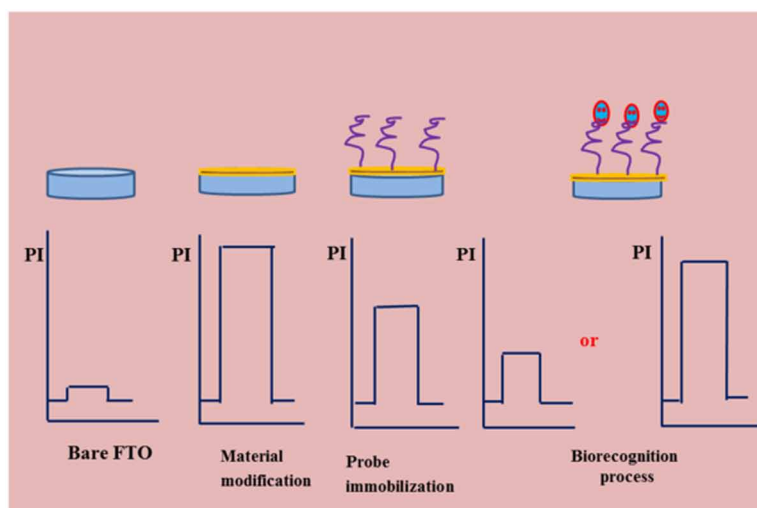 PI
PI
PI
PI
PI
or
Bare FTO
Material
modification
Probe
immobilization
Biorecognition
process